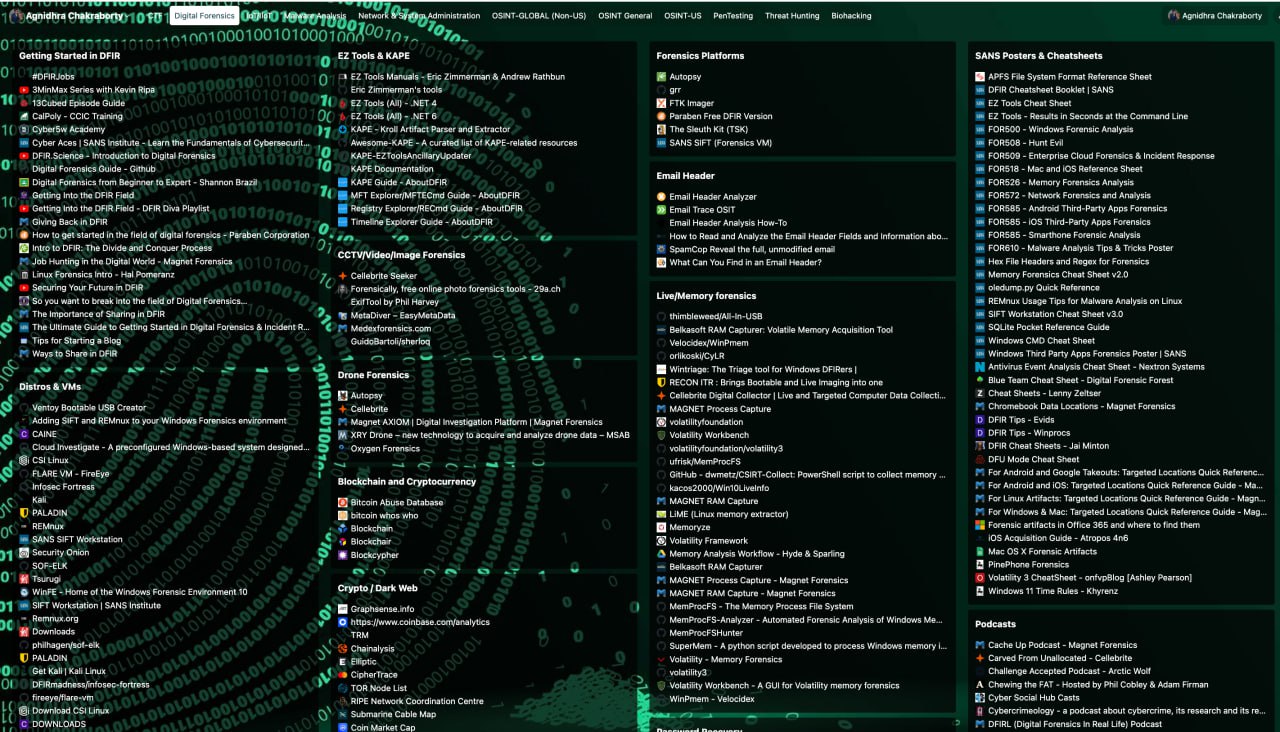 Agnidhra Chakraborty
CTF
Digital Forensics
Malware Analysis
Network & System Administration
OSINT-GLOBAL (Non-US)
OSINT General
OSINT-US
PenTesting
Threat Hunting
Biohacking
Agnidhra Chakraborty
Getting Started in DFIR
#DFIRJobs
3MinMax Series with Kevin Ripa
13Cubed Episode Guide
CalPoly - CCIC Training
Cyber5w Academy
Cyber Aces | SANS Institute - Learn the Fundamentals of Cybersecurit...
DFIR.Science - Introduction to Digital Forensics
Digital Forensics Guide - Github
Digital Forensics from Beginner to Expert - Shannon Brazil
Getting Into the DFIR Field
Getting Into the DFIR Field - DFIR Diva Playlist
Giving Back in DFIR
How to get started in the field of digital forensics - Paraben Corporation
Intro to DFIR: The Divide and Conquer Process
Job Hunting in the Digital World - Magnet Forensics
Linux Forensics Intro - Hal Pomeranz
Securing Your Future in DFIR
So you want to break into the field of Digital Forensics...
The Importance of Sharing in DFIR
The Ultimate Guide to Getting Started in Digital Forensics & Incident R...
Tips for Starting a Blog
Ways to Share in DFIR
Distros & VMs
Ventoy Bootable USB Creator
Adding SIFT and REMnux to your Windows Forensics environment
CAINE
Cloud Investigate - A preconfigured Windows-based system designed...
CSI Linux
FLARE VM - FireEye
Infosec Fortress
Kali
PALADIN
REMnux
SANS SIFT Workstation
Security Onion
SOF-ELK
Tsurugi
WinFE - Home of the Windows Forensic Environment 10
SIFT Workstation | SANS Institute
Remnux.org
Downloads
philhagen/sof-elk
PALADIN
Get Kali | Kali Linux
DFIRmadness/infosec-fortress
fireeye/flare-vm
Download CSI Linux
DOWNLOADS
EZ Tools & KAPE
EZ Tools Manuals - Eric Zimmerman & Andrew Rathbun
Eric Zimmerman's tools
EZ Tools (All) - .NET 4
EZ Tools (All) - .NET 6
KAPE - Kroll Artifact Parser and Extractor
Awesome-KAPE - A curated list of KAPE-related resources
KAPE-EZToolsAncillaryUpdater
KAPE Documentation
KAPE Guide - AboutDFIR
MFT Explorer/MFTECmd Guide - AboutDFIR
Registry Explorer/RECmd Guide - AboutDFIR
Timeline Explorer Guide - AboutDFIR
CCTV/Video/Image Forensics
Cellebrite Seeker
Forensically, free online photo forensics tools - 29a.ch
ExifTool by Phil Harvey
MetaDiver – EasyMetaData
Medexforensics.com
GuidoBartoli/sherloq
Drone Forensics
Autopsy
Cellebrite
Magnet AXIOM | Digital Investigation Platform | Magnet Forensics
XRY Drone – new technology to acquire and analyze drone data – MSAB
Oxygen Forensics
Blockchain and Cryptocurrency
Bitcoin Abuse Database
bitcoin whos who
Blockchain
Blockchair
Blockcypher
Crypto / Dark Web
Graphsense.info
https://www.coinbase.com/analytics
TRM
Chainalysis
Elliptic
CipherTrace
TOR Node List
RIPE Network Coordination Centre
Submarine Cable Map
Coin Market Cap
Forensics Platforms
Autopsy
grr
FTK Imager
Paraben Free DFIR Version
The Sleuth Kit (TSK)
SANS SIFT (Forensics VM)
Email Header
Email Header Analyzer
Email Trace OSIT
Email Header Analysis How-To
How to Read and Analyze the Email Header Fields and Information abo...
SpamCop Reveal the full, unmodified email
What Can You Find in an Email Header?
Live/Memory forensics
thimbleweed/All-In-USB
Belkasoft RAM Capturer: Volatile Memory Acquisition Tool
Velocidex/WinPmem
orlikoski/CyLR
Wintriage: The Triage tool for Windows DFIRers |
RECON ITR : Brings Bootable and Live Imaging into one
Cellebrite Digital Collector | Live and Targeted Computer Data Collecti...
MAGNET Process Capture
volatilityfoundation
Volatility Workbench
volatilityfoundation/volatility3
ufrisk/MemProcFS
GitHub - dwmetz/CSIRT-Collect: PowerShell script to collect memory ...
kacos2000/Win10LiveInfo
MAGNET RAM Capture
LiME (Linux memory extractor)
Memoryze
Volatility Framework
Memory Analysis Workflow - Hyde & Sparling
Belkasoft RAM Capturer
MAGNET Process Capture - Magnet Forensics
MAGNET RAM Capture - Magnet Forensics
MemProcFS - The Memory Process File System
MemProcFS-Analyzer - Automated Forensic Analysis of Windows Me...
MemProcFSHunter
SuperMem - A python script developed to process Windows memory i...
Volatility - Memory Forensics
volatility3
Volatility Workbench - A GUI for Volatility memory forensics
WinPmem - Velocidex
Password Recovery
SANS Posters & Cheatsheets
APFS File System Format Reference Sheet
DFIR Cheatsheet Booklet | SANS
EZ Tools Cheat Sheet
EZ Tools - Results in Seconds at the Command Line
FOR500 - Windows Forensic Analysis
FOR508 - Hunt Evil
FOR509 - Enterprise Cloud Forensics & Incident Response
FOR518 - Mac and iOS Reference Sheet
FOR526 - Memory Forensics Analysis
FOR572 - Network Forensics and Analysis
FOR585 - Android Third-Party Apps Forensics
FOR585 - iOS Third-Party Apps Forensics
FOR585 - Smarthone Forensic Analysis
FOR610 - Malware Analysis Tips & Tricks Poster
Hex File Headers and Regex for Forensics
Memory Forensics Cheat Sheet v2.0
oledump.py Quick Reference
REMnux Usage Tips for Malware Analysis on Linux
SIFT Workstation Cheat Sheet v3.0
SQLite Pocket Reference Guide
Windows CMD Cheat Sheet
Windows Third Party Apps Forensics Poster | SANS
Antivirus Event Analysis Cheat Sheet - Nextron Systems
Blue Team Cheat Sheet - Digital Forensic Forest
Cheat Sheets - Lenny Zeltser
Chromebook Data Locations - Magnet Forensics
DFIR Tips - Evids
DFIR Tips - Winprocs
DFIR Cheat Sheets - Jai Minton
DFU Mode Cheat Sheet
For Android and Google Takeouts: Targeted Locations Quick Referenc...
For Android and iOS: Targeted Locations Quick Reference Guide - Ma...
For Linux Artifacts: Targeted Locations Quick Reference Guide - Magn...
For Windows & Mac: Targeted Locations Quick Reference Guide - Mag...
Forensic artifacts in Office 365 and where to find them
iOS Acquisition Guide - Atropos 4n6
Mac OS X Forensic Artifacts
PinePhone Forensics
Volatility 3 CheatSheet - onfvpBlog [Ashley Pearson]
Windows 11 Time Rules - Khyrenz
Podcasts
Cache Up Podcast - Magnet Forensics
Carved From Unallocated - Cellebrite
Challenge Accepted Podcast - Arctic Wolf
Chewing the FAT - Hosted by Phil Cobley & Adam Firman
Cyber Social Hub Casts
Cybercrimeology - a podcast about cybercrime, its research and its re...
DFIRL (Digital Forensics In Real Life) Podcast